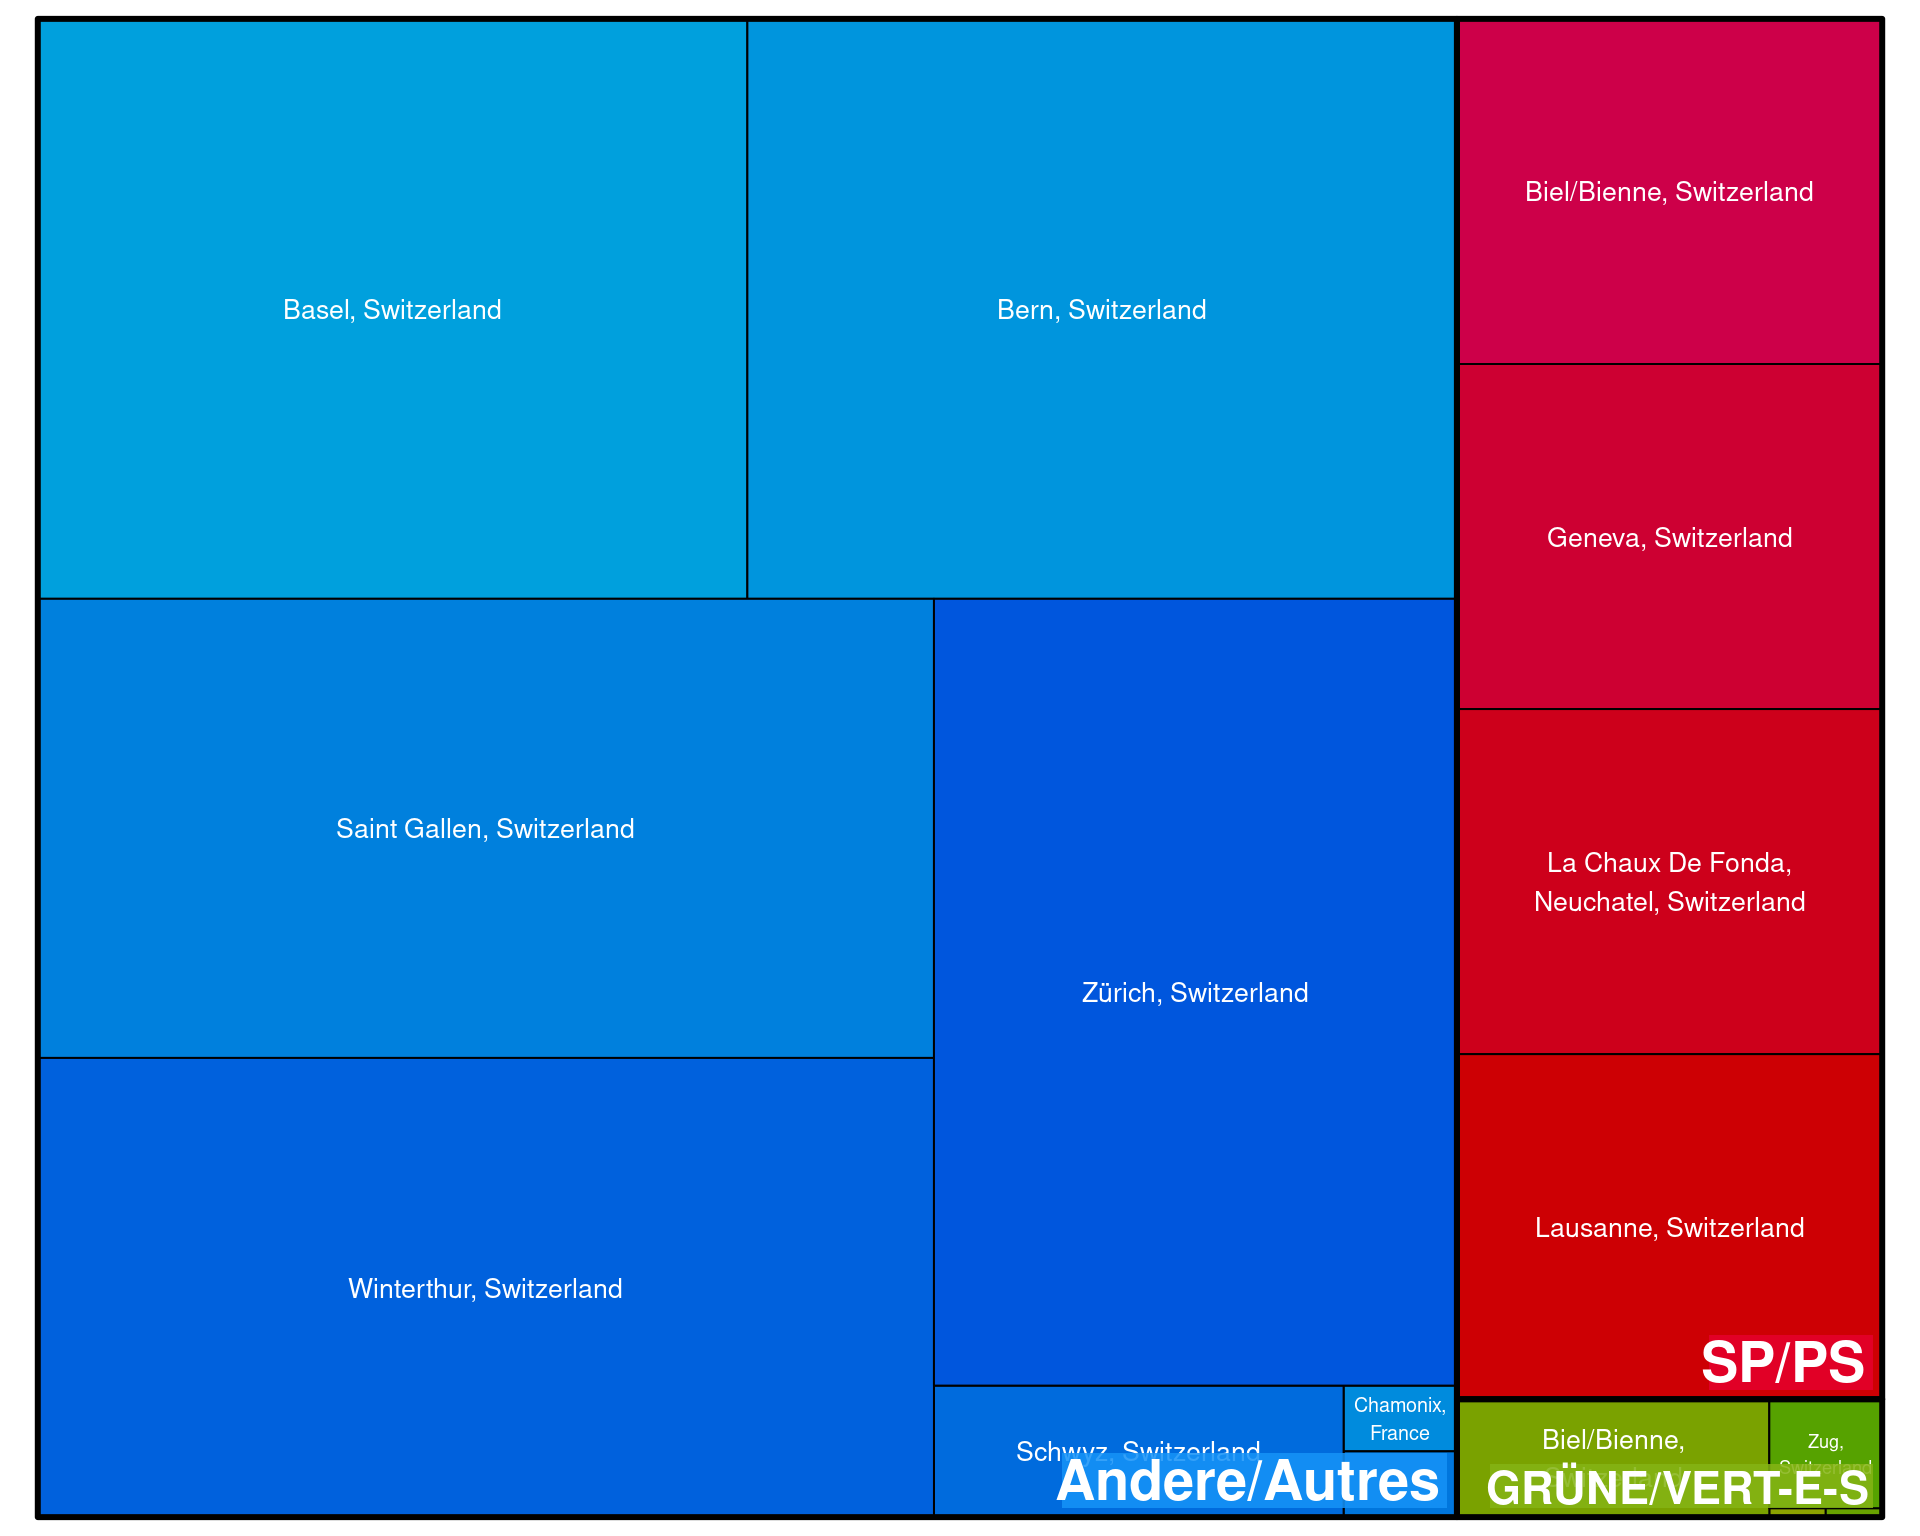 Basel, Switzerland
Bern, Switzerland
Saint Gallen, Switzerland
Zürich, Switzerland
Winterthur, Switzerland
Schwyz, Switzerland
Chamonix,
France
Andere/Autres
Biel/Bienne, Switzerland
Geneva, Switzerland
La Chaux De Fonda,
Neuchatel, Switzerland
Lausanne, Switzerland
SP/PS
Biel/Bienne,
Zug,
Switzerland
GRÜNE/VERT-E-S